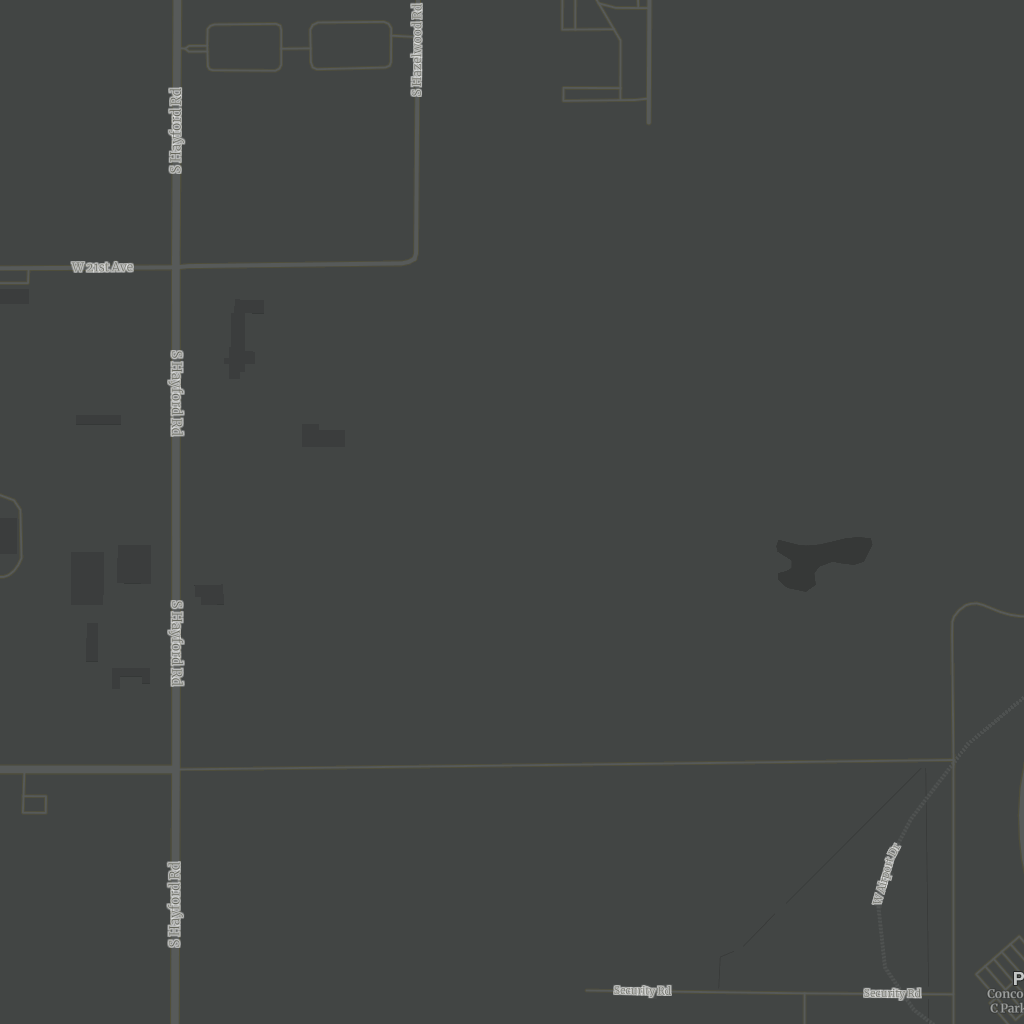 S Hazelwood Rd
S Hayford Rd
W 21st Ave
S Hayford Rd
S Hayford Rd
W Airport Dr
S Hayford Rd
P
Security Rd
Security Rd
Conco
C Park